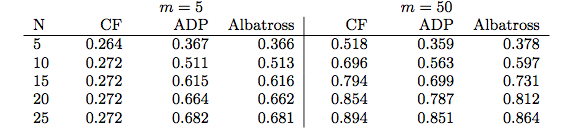 m = 5 m = 50
N CF ADP Albatross CF ADP Albatross
5 0.264 0.367 0.366 0.518 0.359 0.378
10 0.272 0.511 0.513 0.696 0.563 0.597
15 0.272 0.615 0.616 0.794 0.699 0.731
20 0.272 0.664 0.662 0.854 0.787 0.812
25 0.272 0.682 0.681 0.894 0.851 0.864